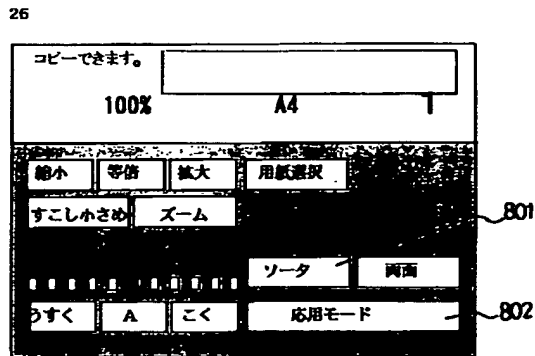 26
コピーできます。
100% A4 1
縮小 等倍 拡大 用紙選択
すこし小さめ ズーム
801
ソータ 両面
うすく A こく 応用モード
802